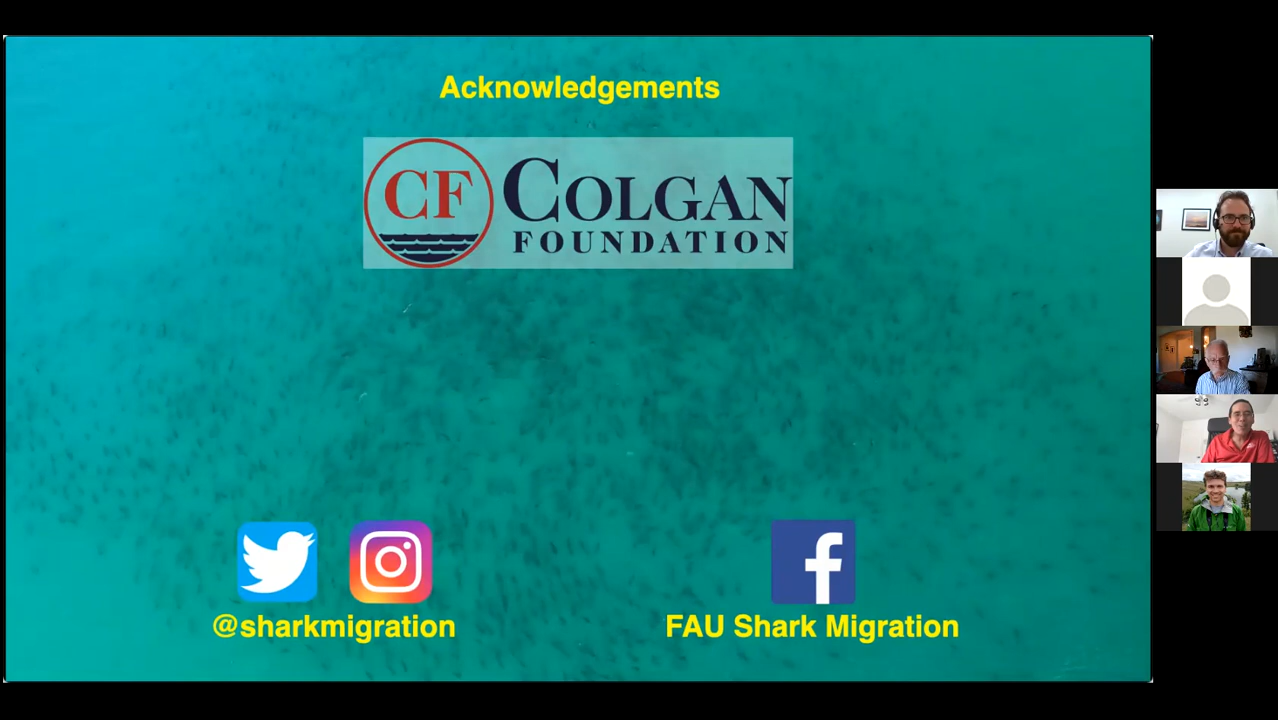 Acknowledgements
CF
COLGAN
FOUNDATION
@sharkmigration
FAU Shark Migration